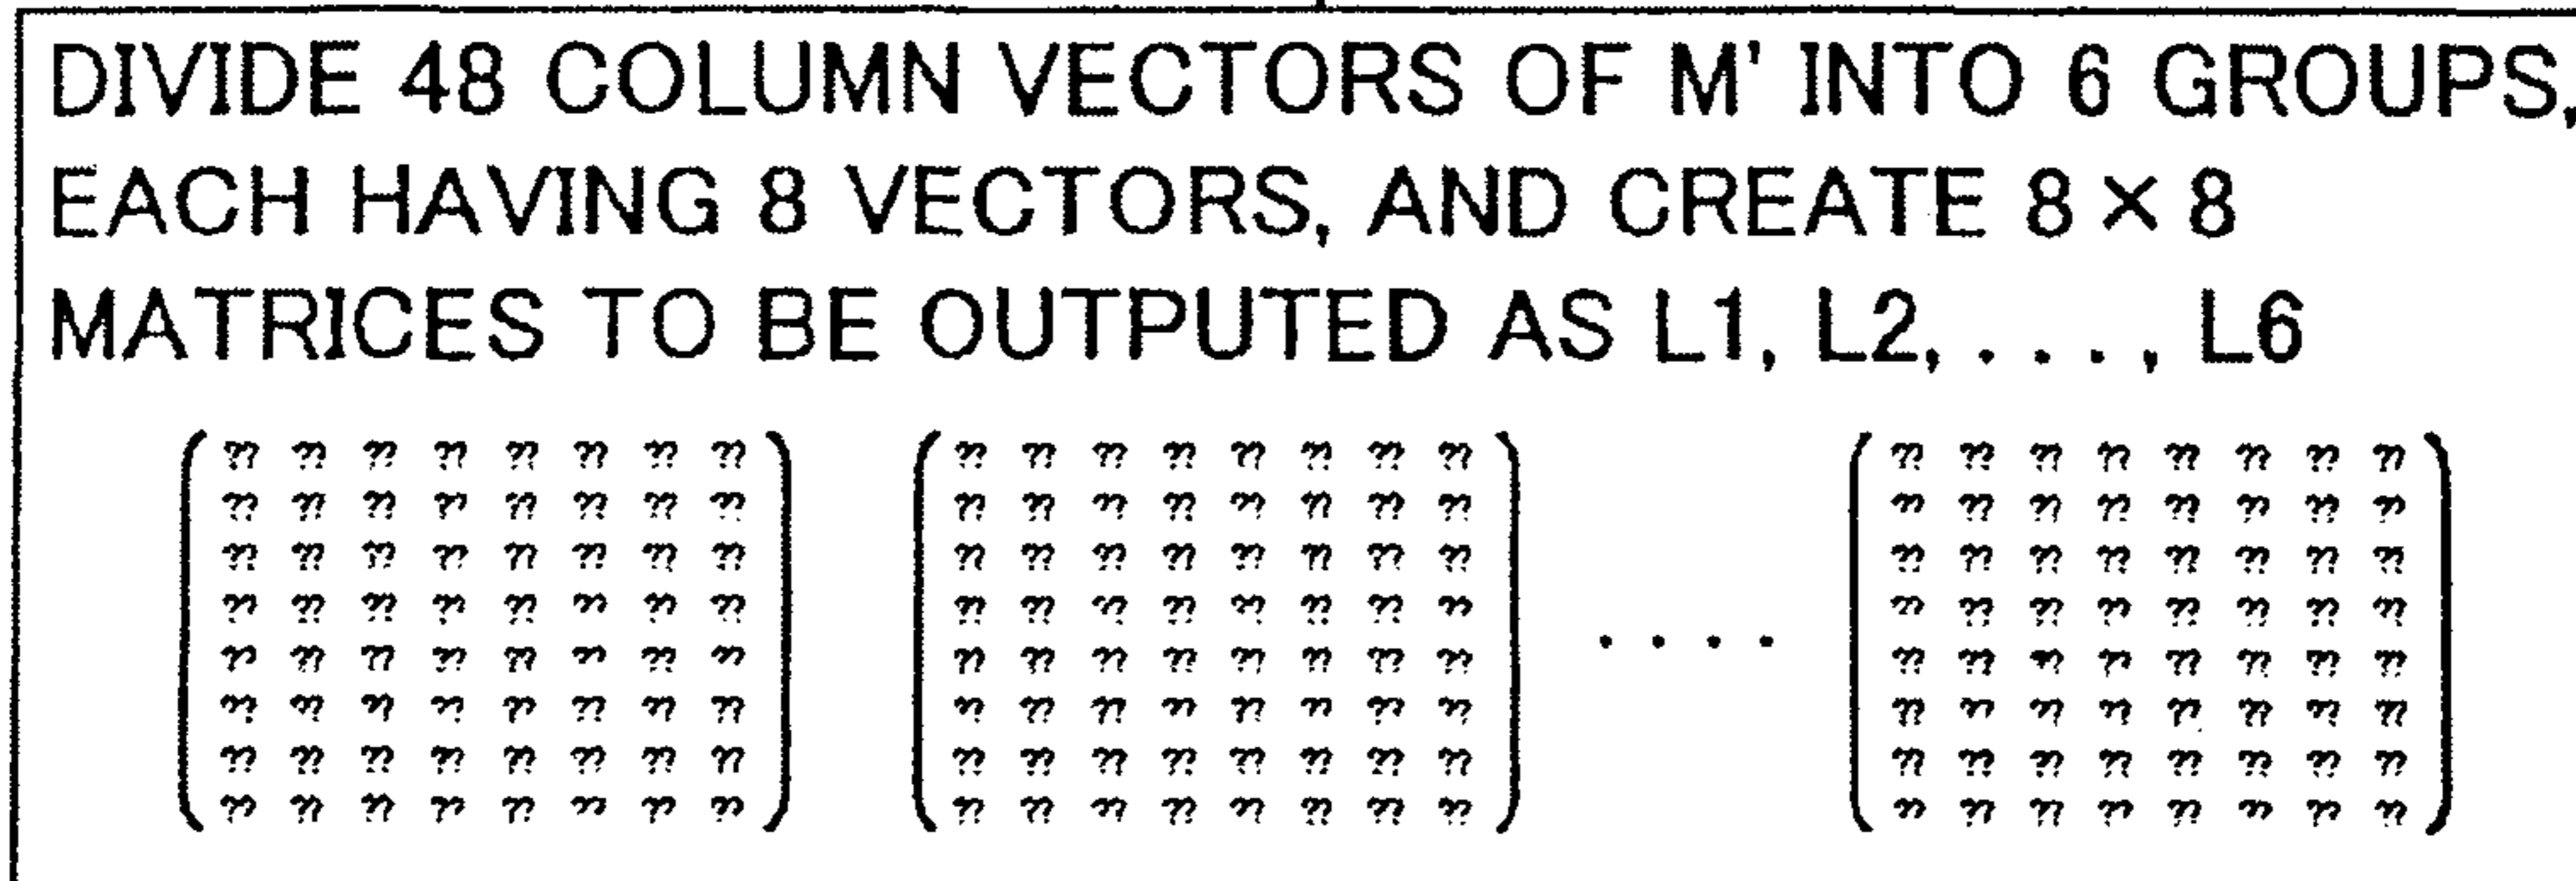 DIVIDE 48 COLUMN VECTORS OF M' INTO 6 GROUPS,
EACH HAVING 8 VECTORS, AND CREATE 8 × 8
MATRICES TO BE OUTPUTED AS L1, L2, . . . , L6
?? ?? ?? ?? ?? ?? ?? ?? ?? ?? ?? ?? ?? ?? ?? ?? ?? ?? ?? ?? ?? ?? ?? ??
?? ?? ?? ?? ?? ?? ?? ?? ?? ?? ?? ?? ?? ?? ?? ?? ?? ?? ?? ?? ?? ?? ?? ??
?? ?? ?? ?? ?? ?? ?? ?? ?? ?? ?? ?? ?? ?? ?? ?? ?? ?? ?? ?? ?? ?? ?? ??
?? ?? ?? ?? ?? ?? ?? ?? ?? ?? ?? ?? ?? ?? ?? ?? ?? ?? ?? ?? ?? ?? ?? ??
?? ?? ?? ?? ?? ?? ?? ?? ?? ?? ?? ?? ?? ?? ?? ?? . . . . ?? ?? ?? ?? ?? ?? ?? ??
?? ?? ?? ?? ?? ?? ?? ?? ?? ?? ?? ?? ?? ?? ?? ?? ?? ?? ?? ?? ?? ?? ?? ??
?? ?? ?? ?? ?? ?? ?? ?? ?? ?? ?? ?? ?? ?? ?? ?? ?? ?? ?? ?? ?? ?? ?? ??
?? ?? ?? ?? ?? ?? ?? ?? ?? ?? ?? ?? ?? ?? ?? ?? ?? ?? ?? ?? ?? ?? ?? ??